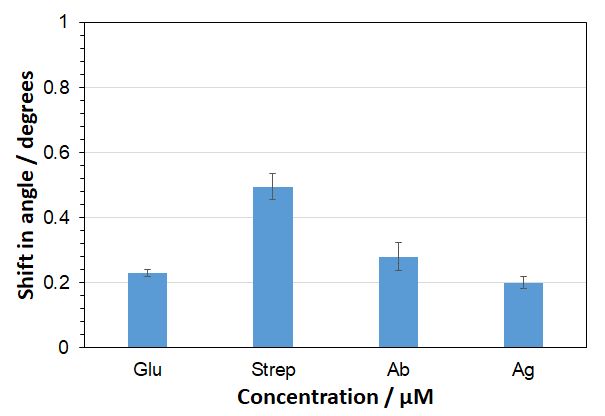 1
0.8
0.6
0.4
0.2
0
Shift in angle / degrees
Glu Strep Ab Ag
Concentration / µM